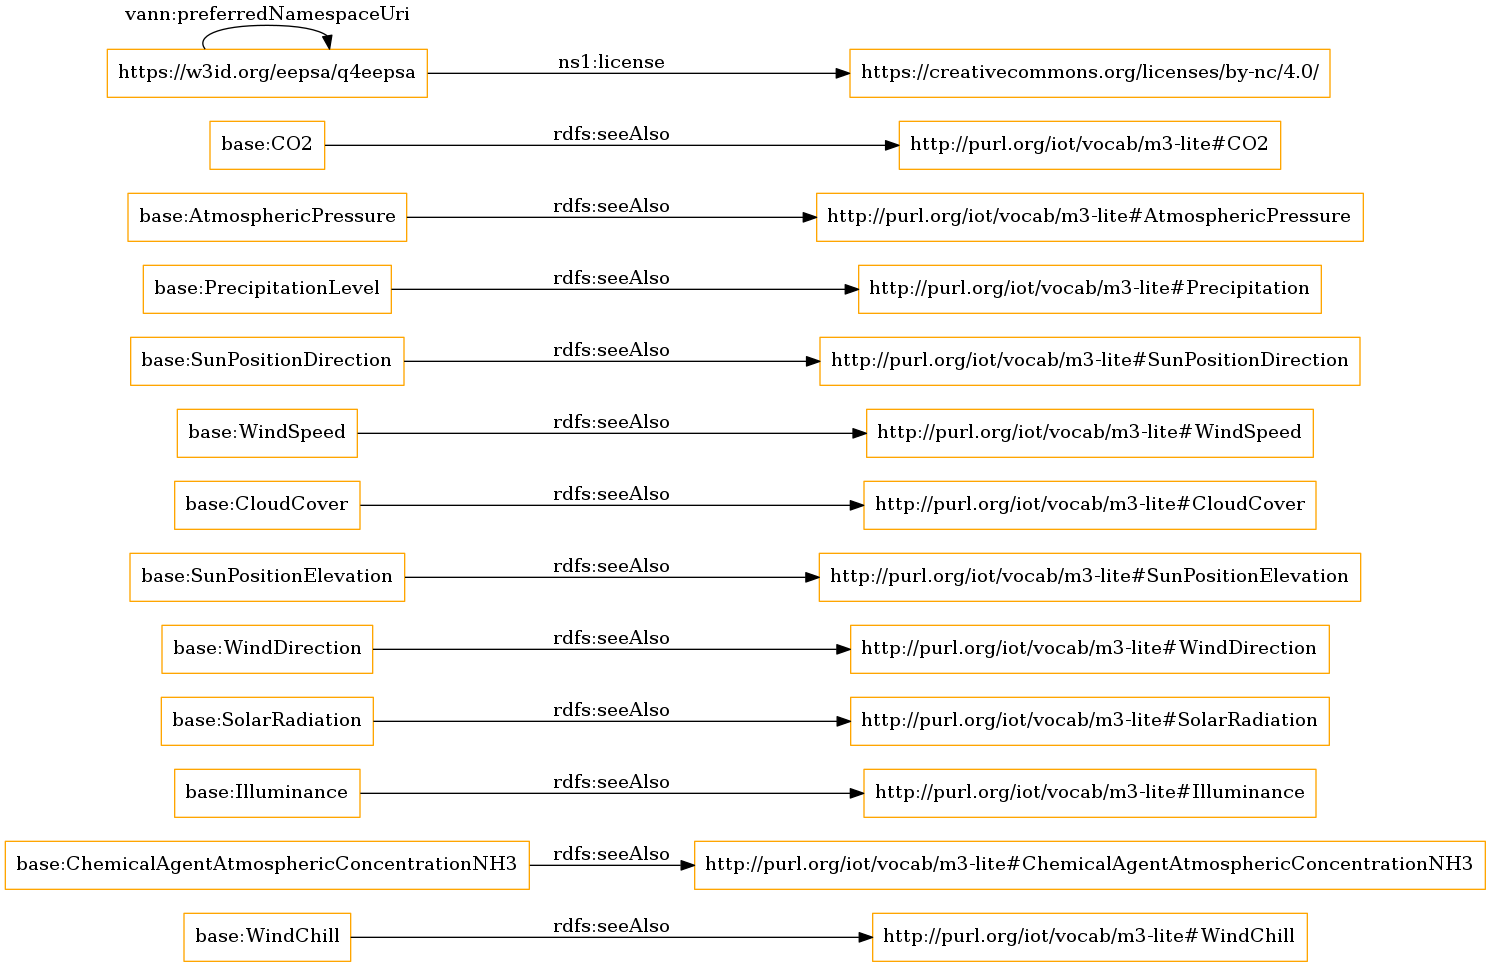 vann:preferredNamespaceUri
https://w3id.org/eepsa/q4eepsa ns1:license https://creativecommons.org/licenses/by-nc/4.0/
base:CO2 rdfs:seeAlso http://purl.org/iot/vocab/m3-lite#CO2
base:AtmosphericPressure rdfs:seeAlso http://purl.org/iot/vocab/m3-lite#AtmosphericPressure
base:PrecipitationLevel rdfs:seeAlso http://purl.org/iot/vocab/m3-lite#Precipitation
base:SunPositionDirection rdfs:seeAlso http://purl.org/iot/vocab/m3-lite#SunPositionDirection
base:WindSpeed rdfs:seeAlso http://purl.org/iot/vocab/m3-lite#WindSpeed
base:CloudCover rdfs:seeAlso http://purl.org/iot/vocab/m3-lite#CloudCover
base:SunPositionElevation rdfs:seeAlso http://purl.org/iot/vocab/m3-lite#SunPositionElevation
base:WindDirection rdfs:seeAlso http://purl.org/iot/vocab/m3-lite#WindDirection
base:SolarRadiation rdfs:seeAlso http://purl.org/iot/vocab/m3-lite#SolarRadiation
base:Illuminance rdfs:seeAlso http://purl.org/iot/vocab/m3-lite#Illuminance
base:ChemicalAgentAtmosphericConcentrationNH3 rdfs:seeAlso http://purl.org/iot/vocab/m3-lite#ChemicalAgentAtmosphericConcentrationNH3
base:WindChill rdfs:seeAlso http://purl.org/iot/vocab/m3-lite#WindChill